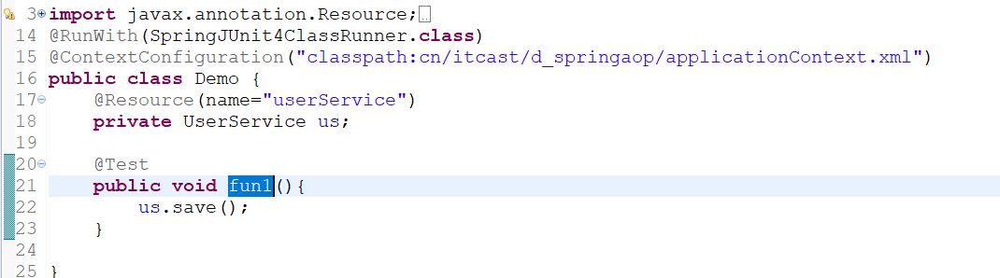 3 import javax.annotation.Resource;
14 @RunWith(SpringJUnit4ClassRunner.class)
15 @ContextConfiguration("classpath:cn/itcast/d_springaop/applicationContext.xml")
16 public class Demo {
17     @Resource(name="userService")
18     private UserService us;
19
20     @Test
21     public void fun1(){
22         us.save();
23     }
24
25 }